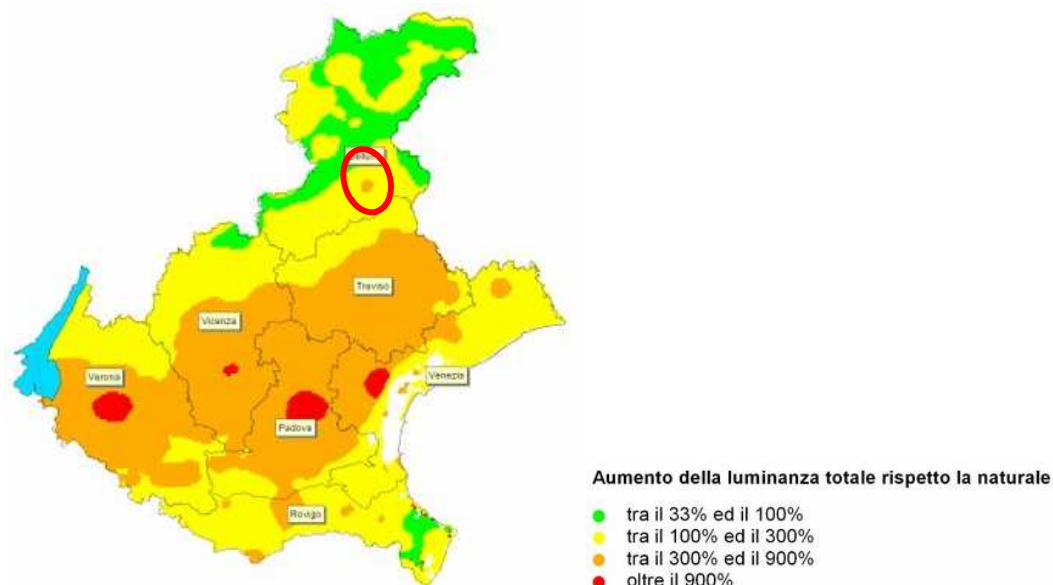 Treviso
Vicenza
Verona
Venezia
Padova
Rovigo
Aumento della luminanza totale rispetto la naturale
tra il 33% ed il 100%
tra il 100% ed il 300%
tra il 300% ed il 900%
oltre il 900%